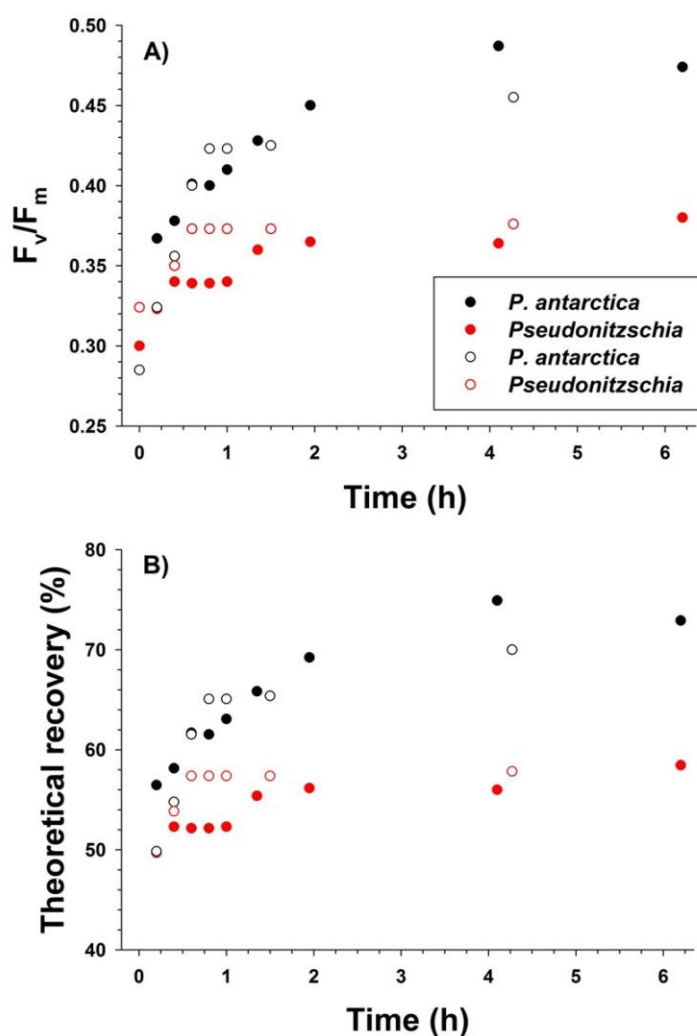 A)
0.50
0.45
0.40
0.35
0.30
0.25
Fv/Fm
P. antarctica
Pseudonitzschia
P. antarctica
Pseudonitzschia
0 1 2 3 4 5 6
Time (h)
B)
80
70
60
50
40
Theoretical recovery (%)
0 1 2 3 4 5 6
Time (h)